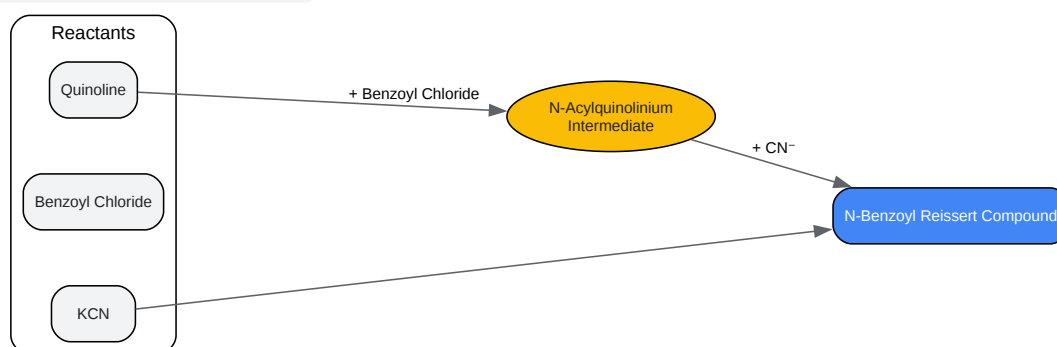 Reactants
Quinoline
+ Benzoyl Chloride
N-Acylquinolinium
Intermediate
+ CN⁻
Benzoyl Chloride
N-Benzoyl Reissert Compound
KCN